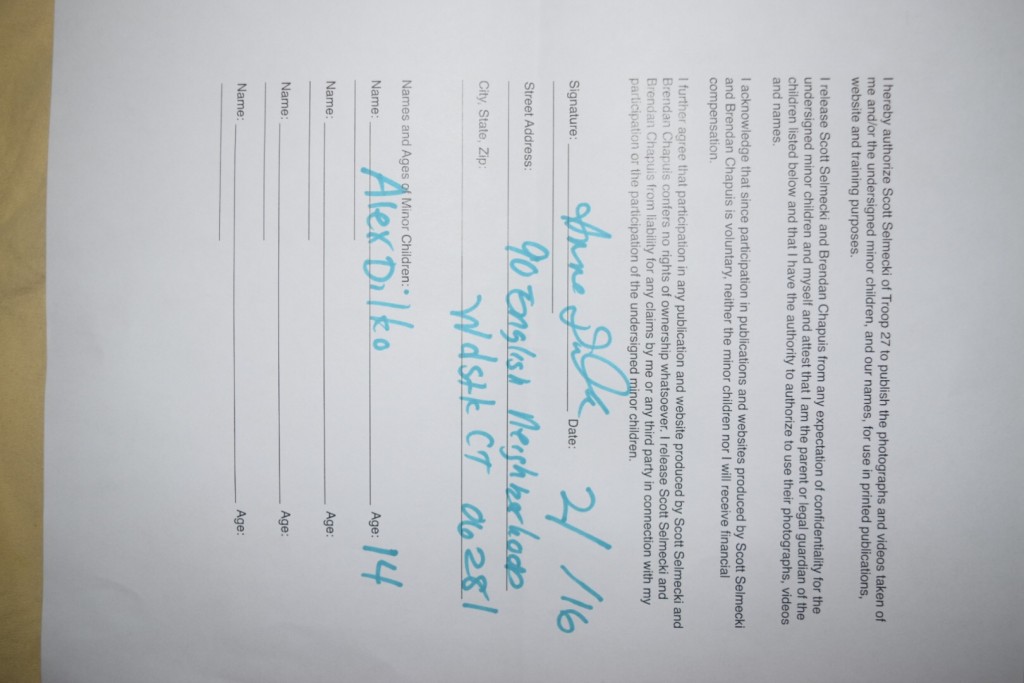 I hereby authorize Scott Selmecki of Troop 27 to publish the photographs and videos taken of
me and/or the undersigned minor children, and our names, for use in printed publications,
website and training purposes.
I release Scott Selmecki and Brendan Chapuis from any expectation of confidentiality for the
undersigned minor children and myself and attest that I am the parent or legal guardian of the
children listed below and that I have the authority to authorize to use their photographs, videos
and names.
I acknowledge that since participation in publications and websites produced by Scott Selmecki
and Brendan Chapuis is voluntary, neither the minor children nor I will receive financial
compensation.
I further agree that participation in any publication and website produced by Scott Selmecki and
Brendan Chapuis confers no rights of ownership whatsoever. I release Scott Selmecki and
Brendan Chapuis from liability for any claims by me or any third party in connection with my
participation or the participation of the undersigned minor children.
Signature: Anne Date: 2/ /16
Street Address: 90 English Neighborhood
City, State, Zip: Wdstk CT 06281
Names and Ages of Minor Children:
Name: Alex Dilko Age: 14
Name: Age:
Name: Age:
Name: Age: